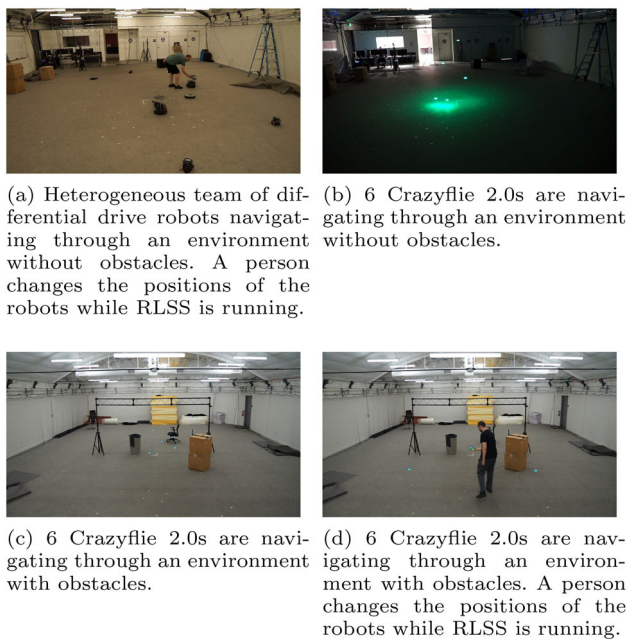 (a) Heterogeneous team of dif-
ferential drive robots navigat-
ing through an environment
without obstacles. A person
changes the positions of the
robots while RLSS is running.
(b) 6 Crazyflie 2.0s are navi-
gating through an environment
without obstacles.
(c) 6 Crazyflie 2.0s are navi-
gating through an environment
with obstacles.
(d) 6 Crazyflie 2.0s are nav-
igating through an environ-
ment with obstacles. A person
changes the positions of the
robots while RLSS is running.